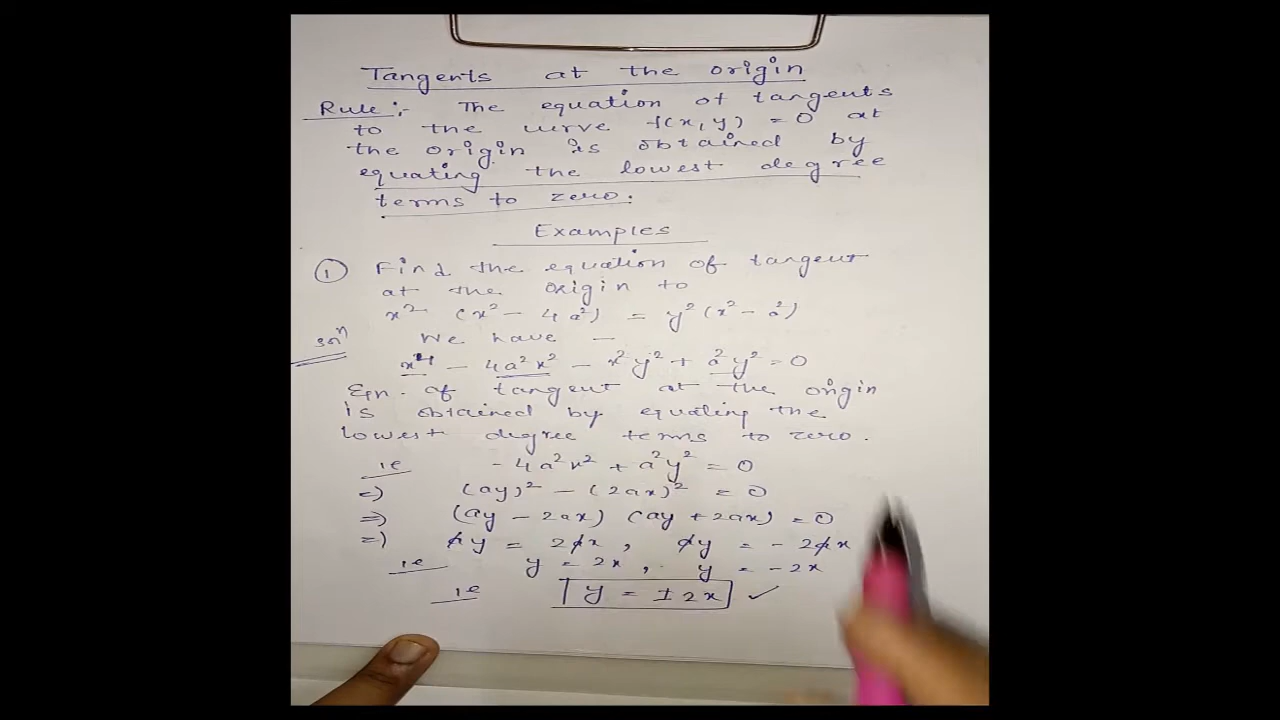 Tangents at the origin
Rule :- The equation of tangents
to the curve f(x, y) = 0 at
the origin is obtained by
equating the lowest degree
terms to zero.
Examples
① Find the equation of tangent
at the origin to
x² (x² - 4a²) = y² (x² - a²)
Solⁿ We have -
x⁴ - 4a²x² - x²y² + a²y² = 0
Eqn. of tangent at the origin
is obtained by equating the
lowest degree terms to zero.
ie - 4a²x² + a²y² = 0
=) (ay)² - (2ax)² = 0
=) (ay - 2ax) (ay + 2ax) = 0
=) ay = 2ax, ay = - 2ax
ie y = 2x, y = - 2x
ie y = ± 2x ✓